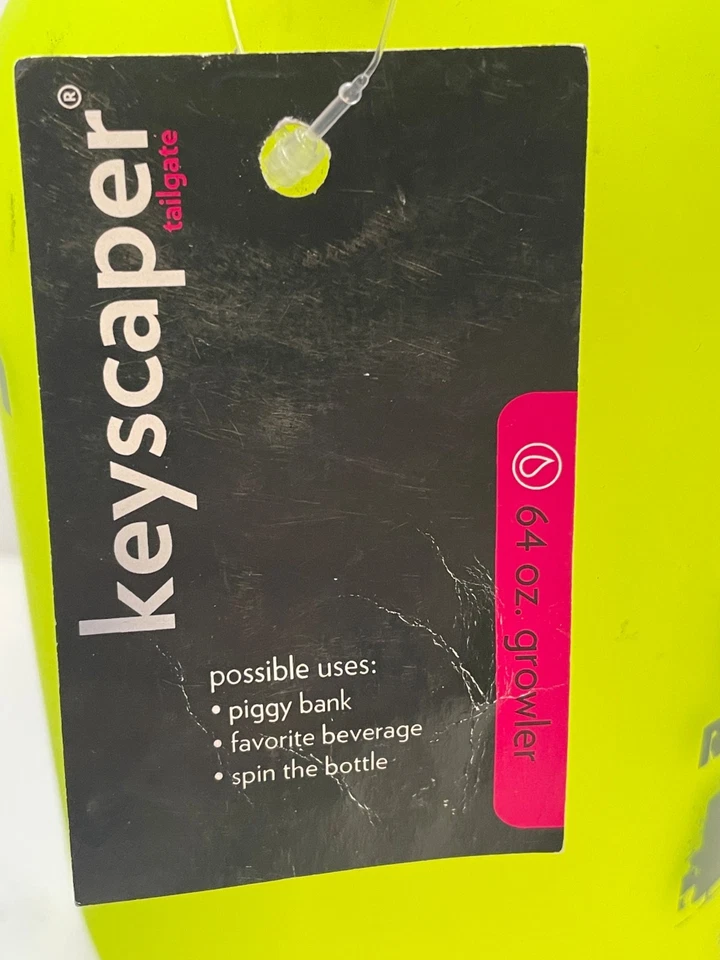 keyscaper®
tailgate
64 oz. growler
possible uses:
• piggy bank
• favorite beverage
• spin the bottle